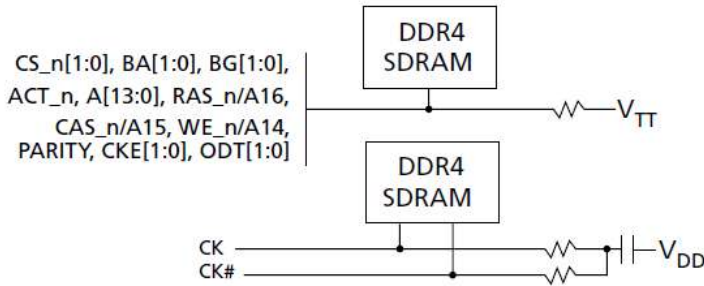 DDR4
SDRAM
CS_n[1:0], BA[1:0], BG[1:0],
ACT_n, A[13:0], RAS_n/A16,
CAS_n/A15, WE_n/A14,
PARITY, CKE[1:0], ODT[1:0]
VTT
DDR4
SDRAM
CK
CK#
VDD